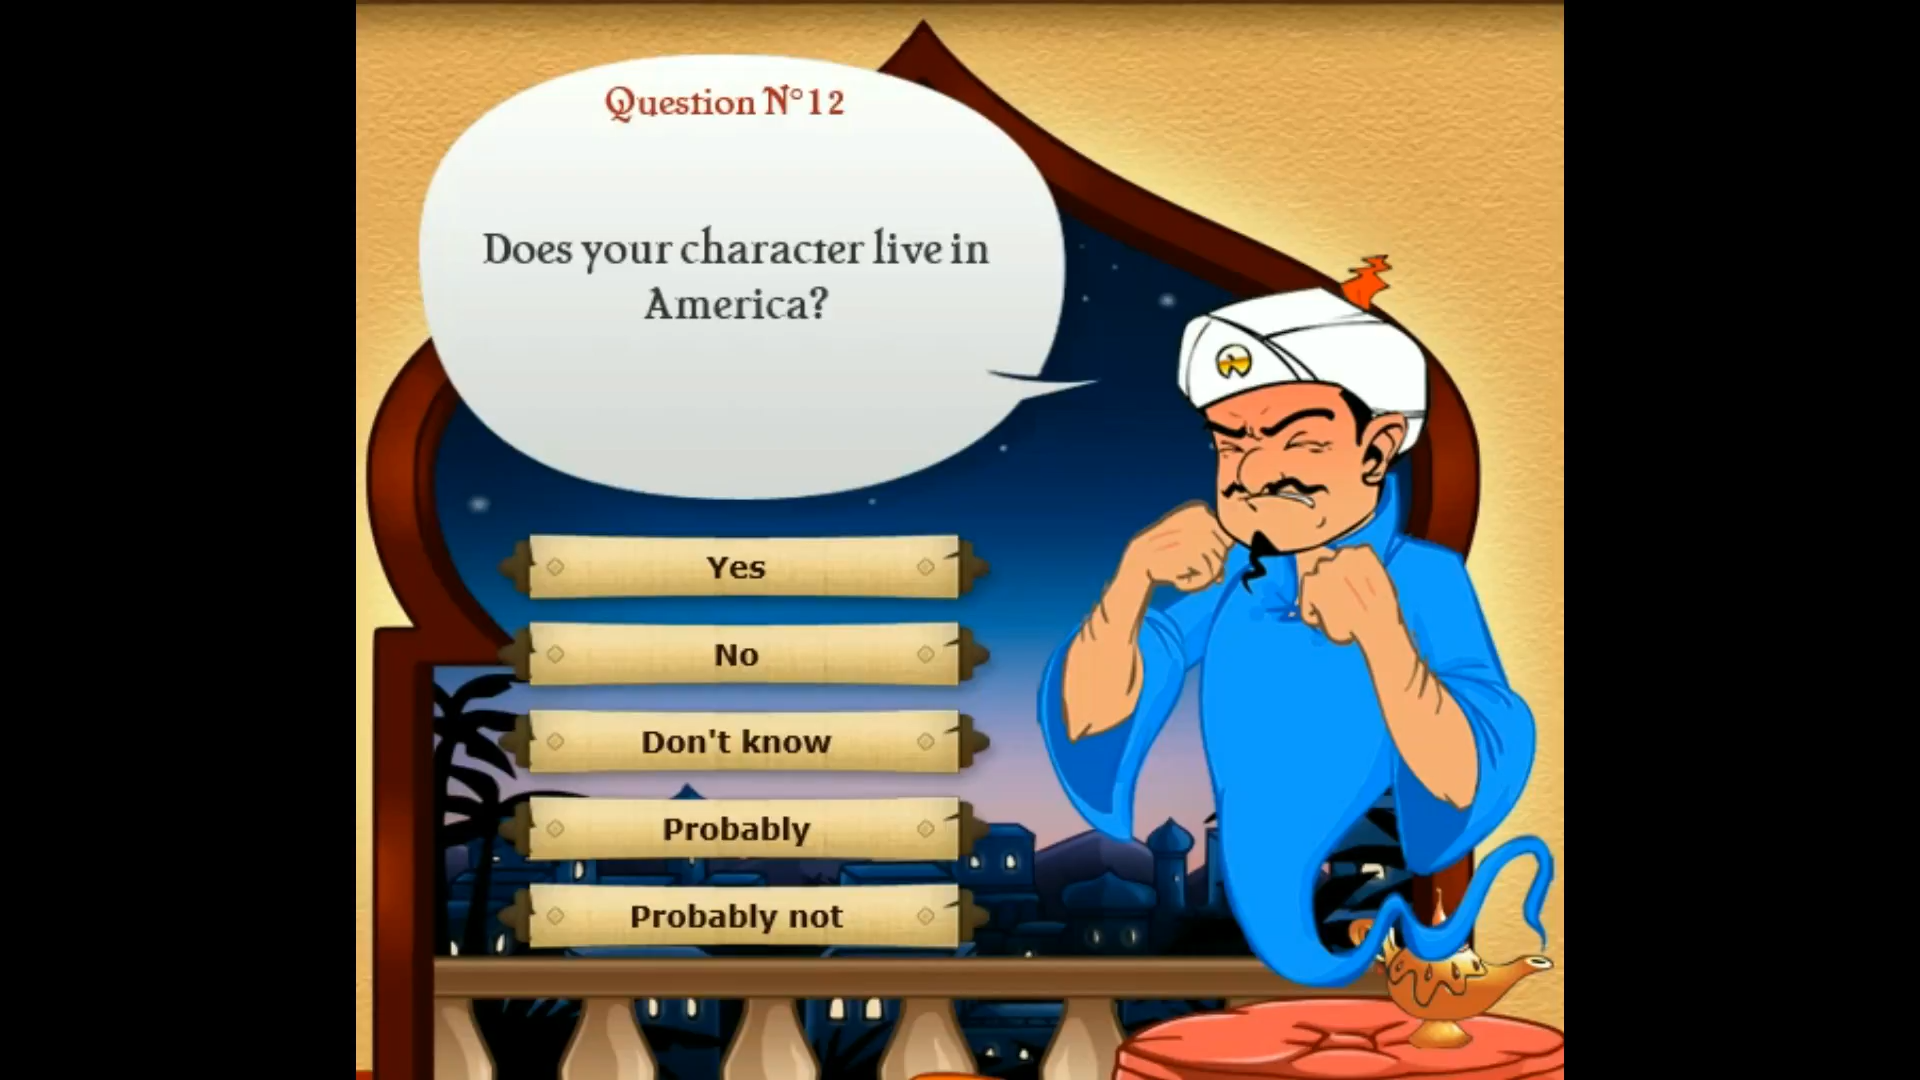 Question N°12
Does your character live in
America?
Yes
No
Don't know
Probably
Probably not